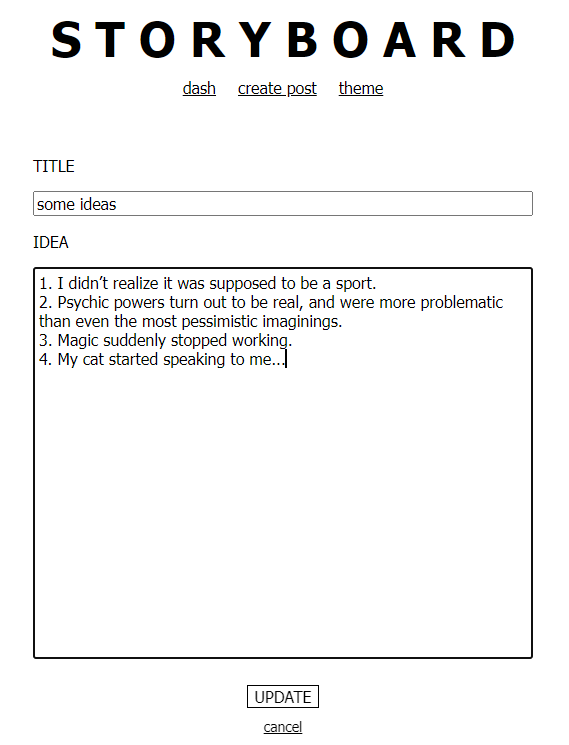 STORYBOARD
dash create post theme
TITLE
some ideas
IDEA
1. I didn’t realize it was supposed to be a sport.
2. Psychic powers turn out to be real, and were more problematic
than even the most pessimistic imaginings.
3. Magic suddenly stopped working.
4. My cat started speaking to me...
UPDATE
cancel